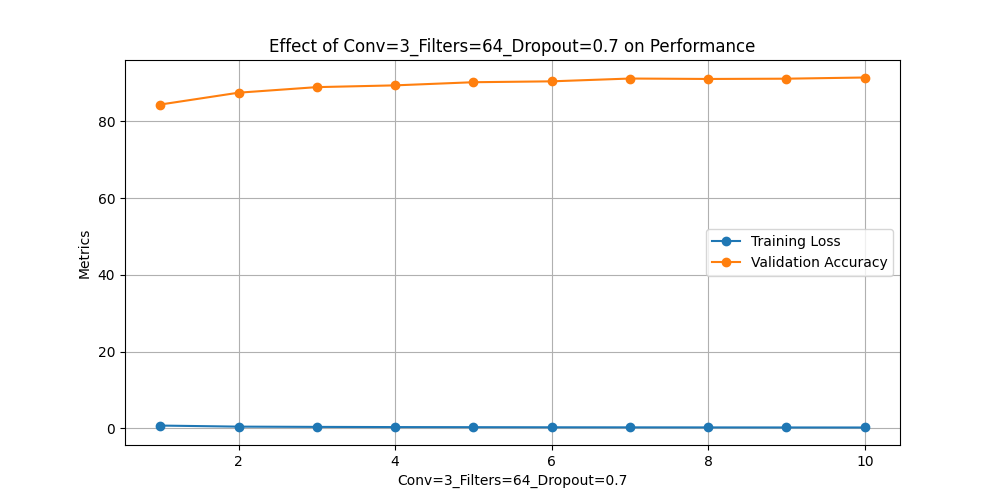 Effect of Conv=3_Filters=64_Dropout=0.7 on Performance
80
60
40
20
0
Metrics
Training Loss
Validation Accuracy
2 4 6 8 10
Conv=3_Filters=64_Dropout=0.7